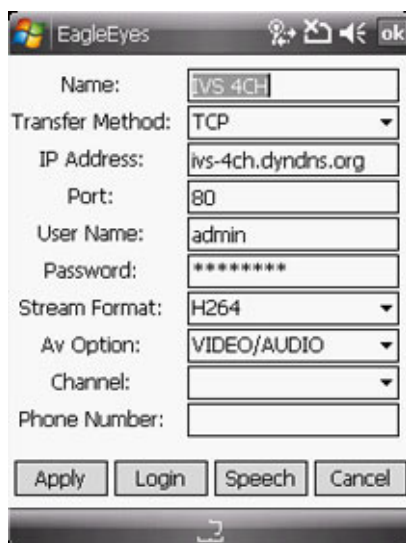 EagleEyes ok
Name: IVS 4CH
Transfer Method: TCP
IP Address: ivs-4ch.dyndns.org
Port: 80
User Name: admin
Password: ********
Stream Format: H264
Av Option: VIDEO/AUDIO
Channel:
Phone Number:
Apply Login Speech Cancel